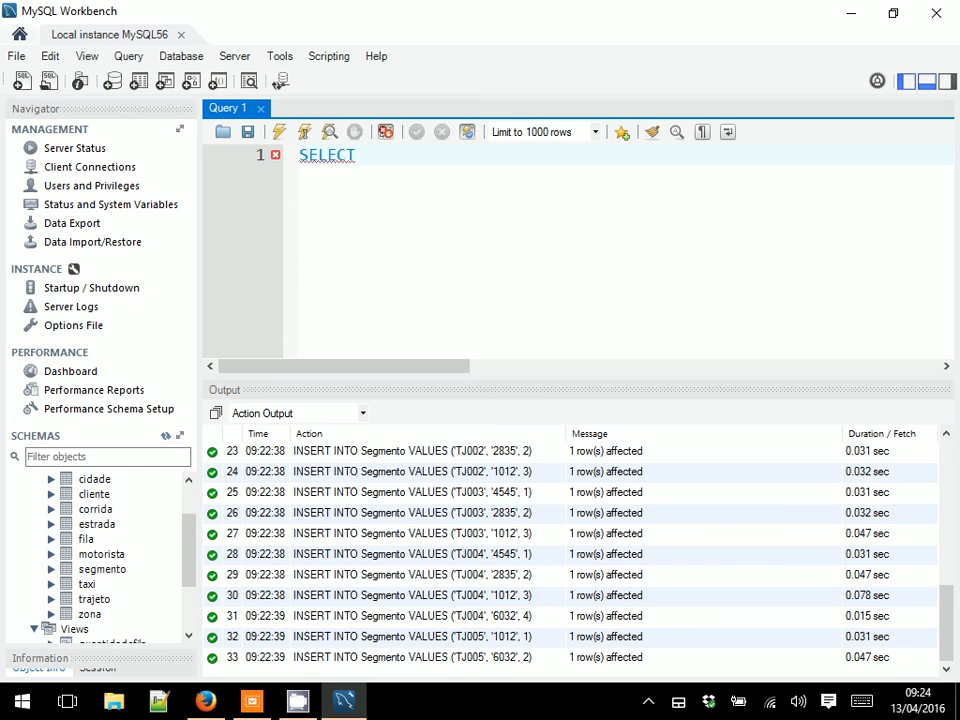 MySQL Workbench
Local instance MySQL56
File Edit View Query Database Server Tools Scripting Help
Navigator
MANAGEMENT
Server Status
Client Connections
Users and Privileges
Status and System Variables
Data Export
Data Import/Restore
INSTANCE
Startup / Shutdown
Server Logs
Options File
PERFORMANCE
Dashboard
Performance Reports
Performance Schema Setup
SCHEMAS
Filter objects
cidade
cliente
corrida
estrada
fila
motorista
segmento
taxi
trajeto
zona
Views
Information
Object Info Session
Query 1
Limit to 1000 rows
1 SELECT
Output
Action Output
Time Action Message Duration / Fetch
23 09:22:38 INSERT INTO Segmento VALUES ('TJ002', '2835', 2) 1 row(s) affected 0.031 sec
24 09:22:38 INSERT INTO Segmento VALUES ('TJ002', '1012', 3) 1 row(s) affected 0.032 sec
25 09:22:38 INSERT INTO Segmento VALUES ('TJ003', '4545', 1) 1 row(s) affected 0.031 sec
26 09:22:38 INSERT INTO Segmento VALUES ('TJ003', '2835', 2) 1 row(s) affected 0.032 sec
27 09:22:38 INSERT INTO Segmento VALUES ('TJ003', '1012', 3) 1 row(s) affected 0.047 sec
28 09:22:38 INSERT INTO Segmento VALUES ('TJ004', '4545', 1) 1 row(s) affected 0.031 sec
29 09:22:38 INSERT INTO Segmento VALUES ('TJ004', '2835', 2) 1 row(s) affected 0.047 sec
30 09:22:38 INSERT INTO Segmento VALUES ('TJ004', '1012', 3) 1 row(s) affected 0.078 sec
31 09:22:39 INSERT INTO Segmento VALUES ('TJ004', '6032', 4) 1 row(s) affected 0.015 sec
32 09:22:39 INSERT INTO Segmento VALUES ('TJ005', '1012', 1) 1 row(s) affected 0.031 sec
33 09:22:39 INSERT INTO Segmento VALUES ('TJ005', '6032', 2) 1 row(s) affected 0.047 sec
09:24
13/04/2016